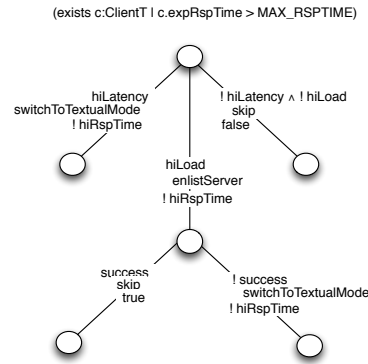 (exists c:ClientT | c.expRspTime > MAX_RSPTIME)
hiLatency
switchToTextualMode
! hiRspTime
! hiLatency ∧ ! hiLoad
skip
false
hiLoad
enlistServer
! hiRspTime
success
skip
true
! success
switchToTextualMode
! hiRspTime